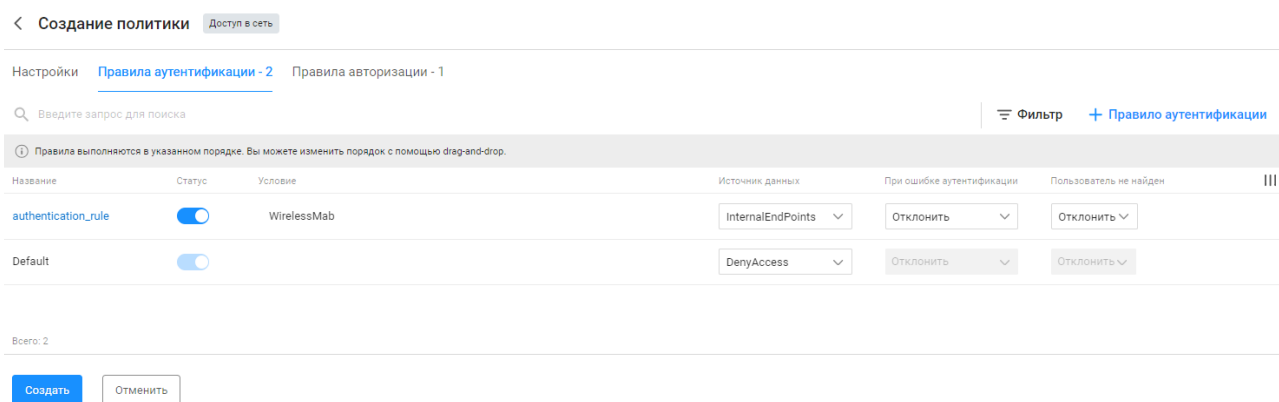 Создание политики Доступ в сеть
Настройки Правила аутентификации - 2 Правила авторизации - 1
Введите запрос для поиска Фильтр + Правило аутентификации
Правила выполняются в указанном порядке. Вы можете изменить порядок с помощью drag-and-drop.
Название Статус Условие Источник данных При ошибке аутентификации Пользователь не найден
authentication_rule WirelessMab InternalEndPoints Отклонить Отклонить
Default DenyAccess Отклонить Отклонить
Всего: 2
Создать Отменить